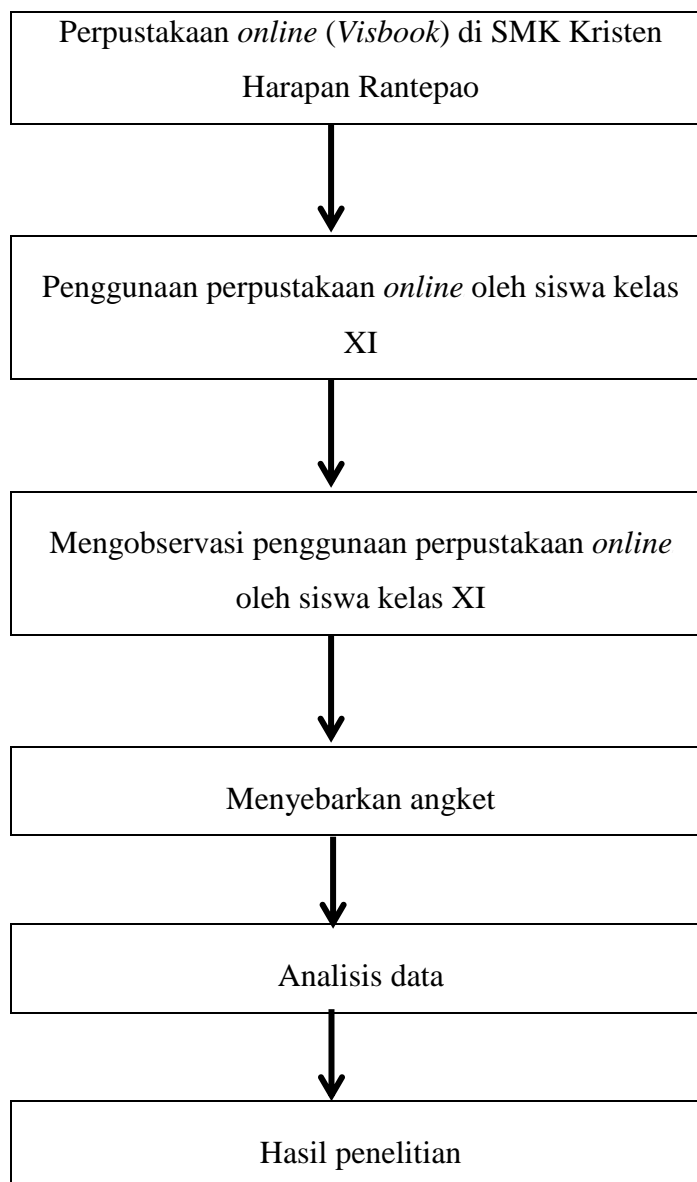 Perpustakaan online (Visbook) di SMK Kristen
Harapan Rantepao
Penggunaan perpustakaan online oleh siswa kelas
XI
Mengobservasi penggunaan perpustakaan online
oleh siswa kelas XI
Menyebarkan angket
Analisis data
Hasil penelitian